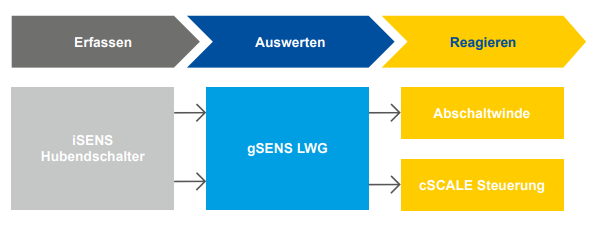 Erfassen
Auswerten
Reagieren
iSENS
Hubendschalter
gSENS LWG
Abschaltwinde
cSCALE Steuerung